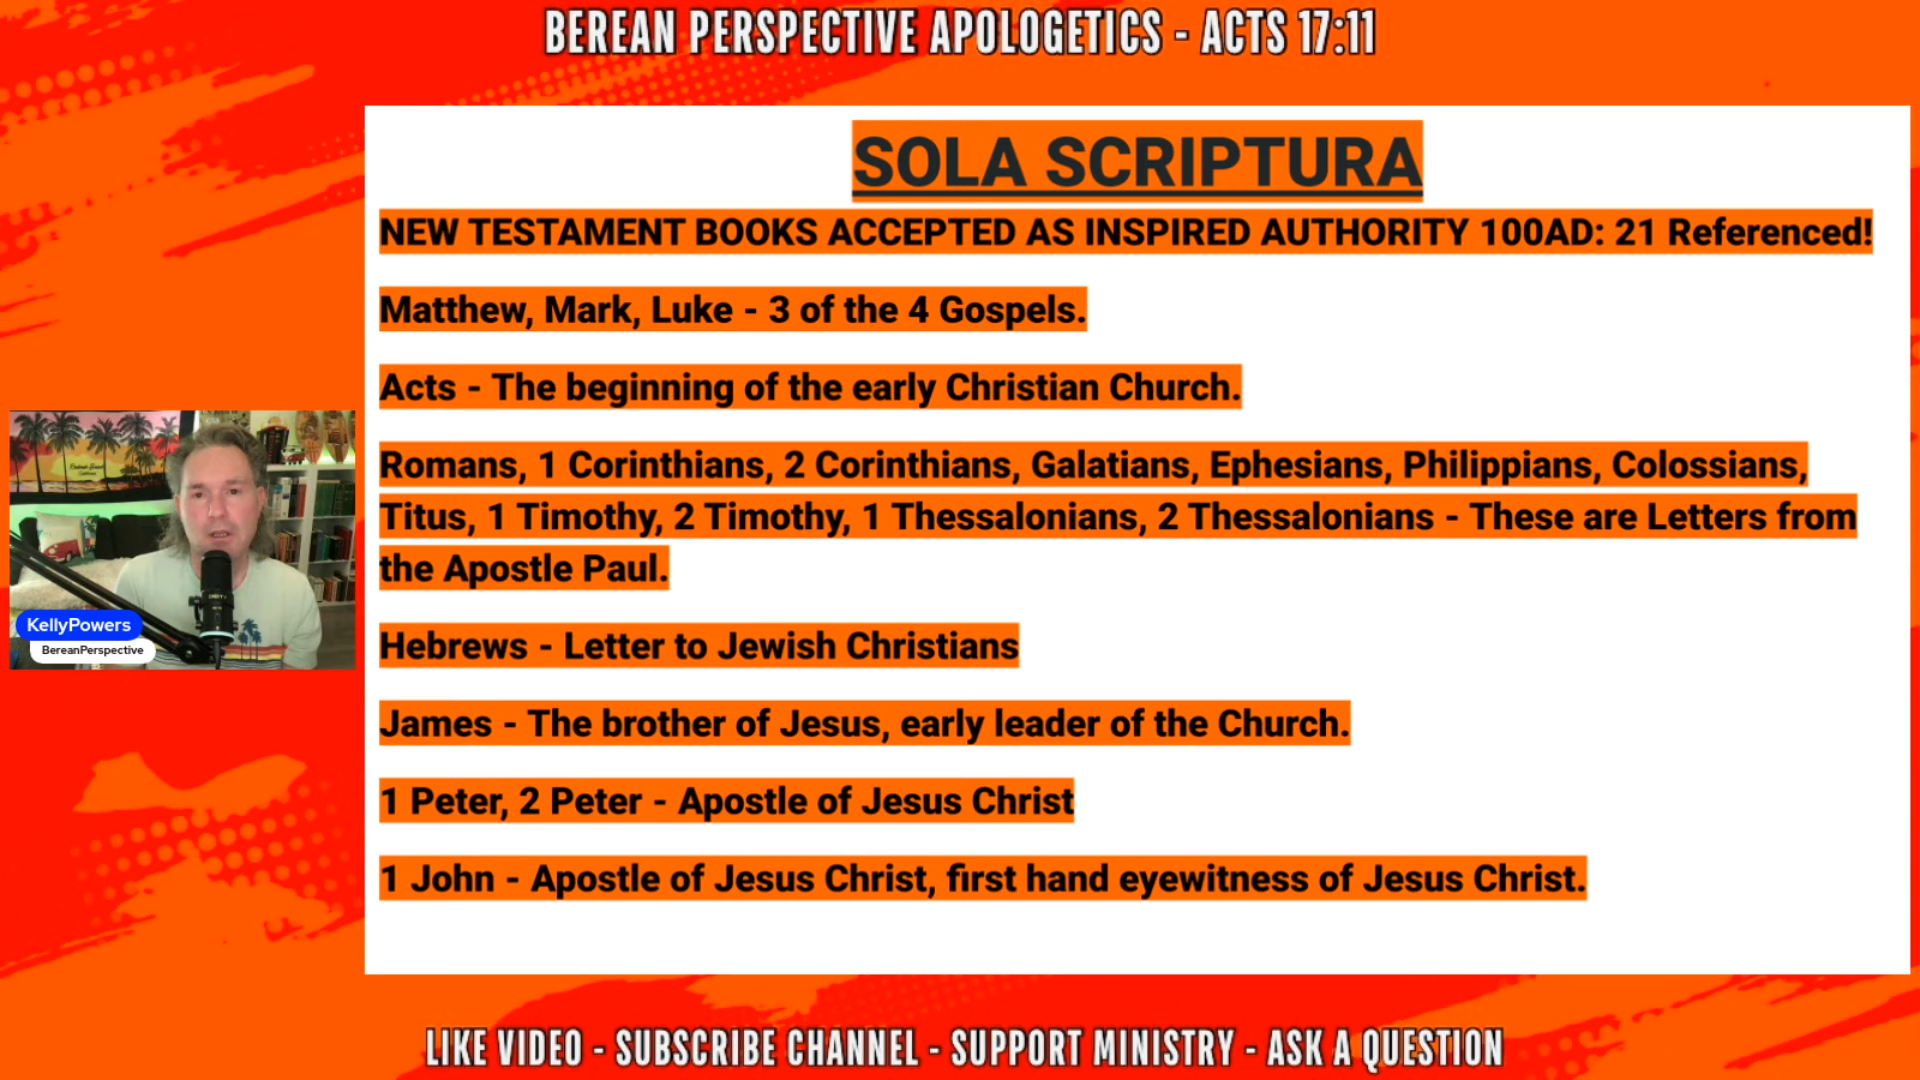 BEREAN PERSPECTIVE APOLOGETICS - ACTS 17:11
SOLA SCRIPTURA
NEW TESTAMENT BOOKS ACCEPTED AS INSPIRED AUTHORITY 100AD: 21 Referenced!
Matthew, Mark, Luke - 3 of the 4 Gospels.
Acts - The beginning of the early Christian Church.
Romans, 1 Corinthians, 2 Corinthians, Galatians, Ephesians, Philippians, Colossians,
Titus, 1 Timothy, 2 Timothy, 1 Thessalonians, 2 Thessalonians - These are Letters from
the Apostle Paul.
Hebrews - Letter to Jewish Christians
James - The brother of Jesus, early leader of the Church.
1 Peter, 2 Peter - Apostle of Jesus Christ
1 John - Apostle of Jesus Christ, first hand eyewitness of Jesus Christ.
KellyPowers
BereanPerspective
LIKE VIDEO - SUBSCRIBE CHANNEL - SUPPORT MINISTRY - ASK A QUESTION